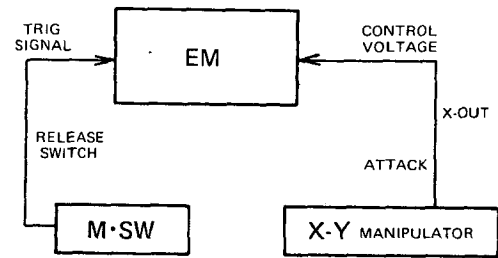 TRIG
SIGNAL
EM
CONTROL
VOLTAGE
X-OUT
RELEASE
SWITCH
ATTACK
M·SW
X-Y MANIPULATOR